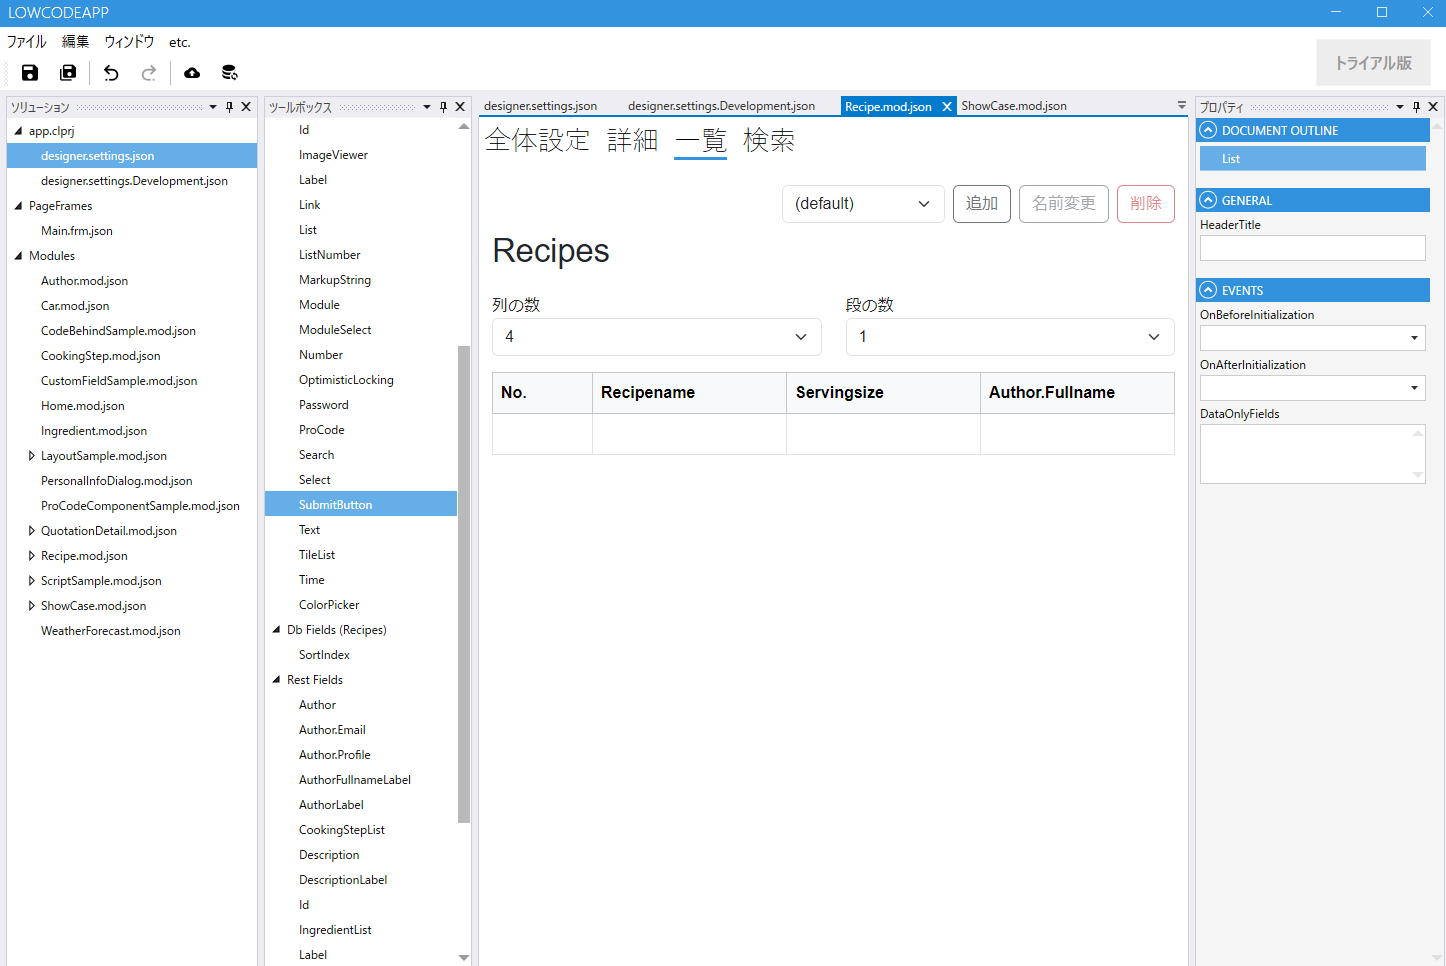 LOWCODEAPP
ファイル 編集 ウィンドウ etc.
トライアル版
ソリューション
app.clprj
designer.settings.json
designer.settings.Development.json
PageFrames
Main.frm.json
Modules
Author.mod.json
Car.mod.json
CodeBehindSample.mod.json
CookingStep.mod.json
CustomFieldSample.mod.json
Home.mod.json
Ingredient.mod.json
LayoutSample.mod.json
PersonalInfoDialog.mod.json
ProCodeComponentSample.mod.json
QuotationDetail.mod.json
Recipe.mod.json
ScriptSample.mod.json
ShowCase.mod.json
WeatherForecast.mod.json
ツールボックス
Id
ImageViewer
Label
Link
List
ListNumber
MarkupString
Module
ModuleSelect
Number
OptimisticLocking
Password
ProCode
Search
Select
SubmitButton
Text
TileList
Time
ColorPicker
Db Fields (Recipes)
SortIndex
Rest Fields
Author
Author.Email
Author.Profile
AuthorFullnameLabel
AuthorLabel
CookingStepList
Description
DescriptionLabel
Id
IngredientList
Label
designer.settings.json designer.settings.Development.json Recipe.mod.json ShowCase.mod.json
全体設定 詳細 一覧 検索
(default) 追加 名前変更 削除
Recipes
列の数 段の数
4 1
No. Recipename Servingsize Author.Fullname
プロパティ
DOCUMENT OUTLINE
List
GENERAL
HeaderTitle
EVENTS
OnBeforeInitialization
OnAfterInitialization
DataOnlyFields